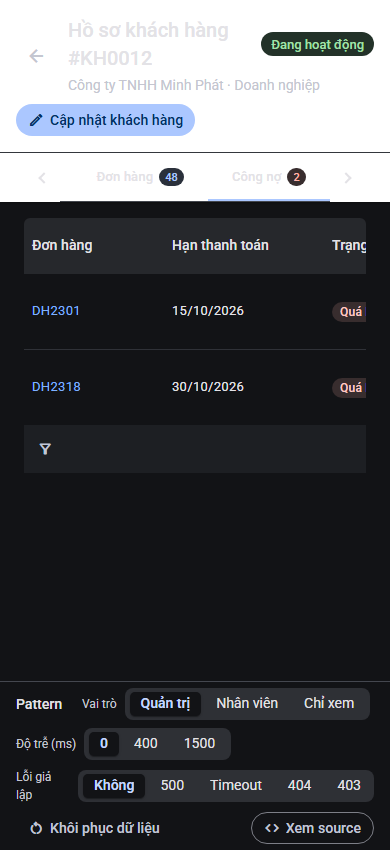 Hồ sơ khách hàng
#KH0012
Đang hoạt động
Công ty TNHH Minh Phát · Doanh nghiệp
Cập nhật khách hàng
Đơn hàng 48 Công nợ 2
Đơn hàng Hạn thanh toán Trạng
DH2301 15/10/2026 Quá
DH2318 30/10/2026 Quá
Pattern Vai trò Quản trị Nhân viên Chỉ xem
Độ trễ (ms) 0 400 1500
Lỗi giả
lập Không 500 Timeout 404 403
Khôi phục dữ liệu Xem source